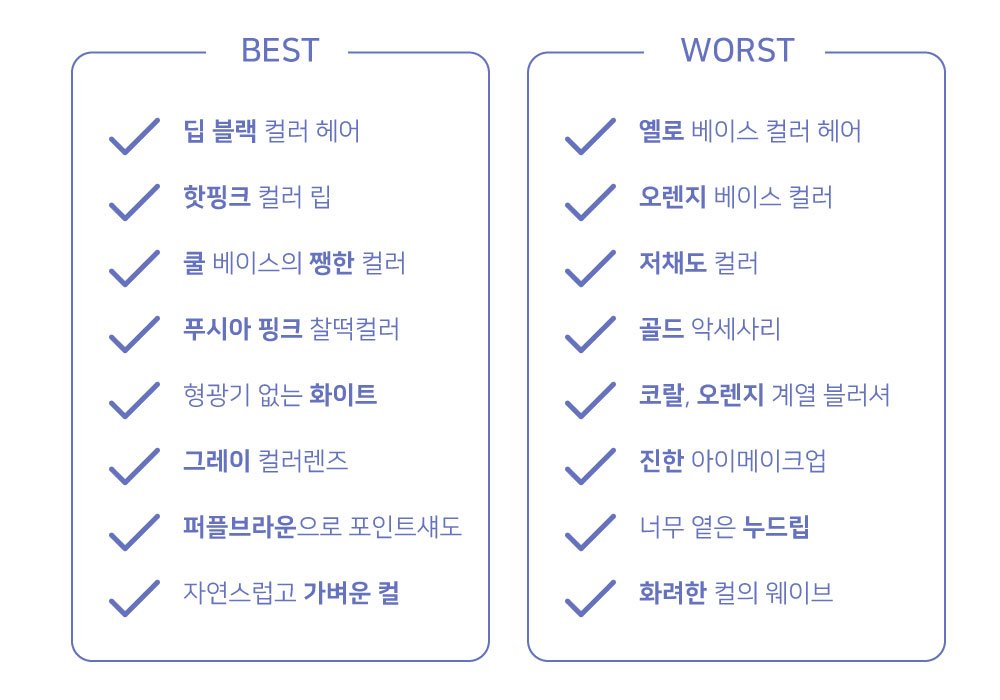 BEST
딥 블랙 컬러 헤어
핫핑크 컬러 립
쿨 베이스의 쨍한 컬러
푸시아 핑크 찰떡컬러
형광기 없는 화이트
그레이 컬러렌즈
퍼플브라운으로 포인트섀도
자연스럽고 가벼운 컬
WORST
옐로 베이스 컬러 헤어
오렌지 베이스 컬러
저채도 컬러
골드 악세사리
코랄, 오렌지 계열 블러셔
진한 아이메이크업
너무 옅은 누드립
화려한 컬의 웨이브